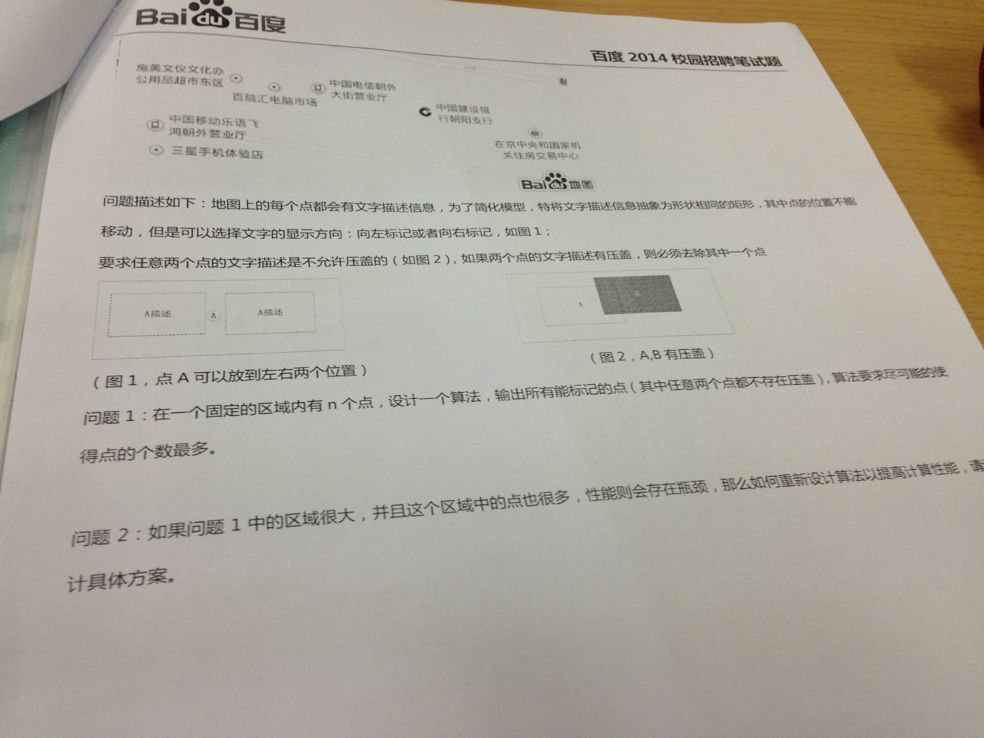 Bai du 百度
百度 2014 校园招聘笔试题
施美文仪文化办
公用品超市东区
百脑汇电脑市场
中国电信朝外
大街营业厅
中国建设银
行朝阳支行
中国移动乐语飞
鸿朝外营业厅
三星手机体验店
在京中央和国家机
关住房交易中心
Bai du 地图
问题描述如下：地图上的每个点都会有文字描述信息，为了简化模型，特将文字描述信息抽象为形状相同的矩形，其中点的位置不能
移动，但是可以选择文字的显示方向：向左标记或者向右标记，如图 1；
要求任意两个点的文字描述是不允许压盖的（如图 2），如果两个点的文字描述有压盖，则必须去除其中一个点
A描述 A A描述
A
（图 1，点 A 可以放到左右两个位置）
（图 2，A,B 有压盖）
问题 1：在一个固定的区域内有 n 个点，设计一个算法，输出所有能标记的点（其中任意两个点都不存在压盖），算法要求尽可能的使
得点的个数最多。
问题 2：如果问题 1 中的区域很大，并且这个区域中的点也很多，性能则会存在瓶颈，那么如何重新设计算法以提高计算性能，请
计具体方案。